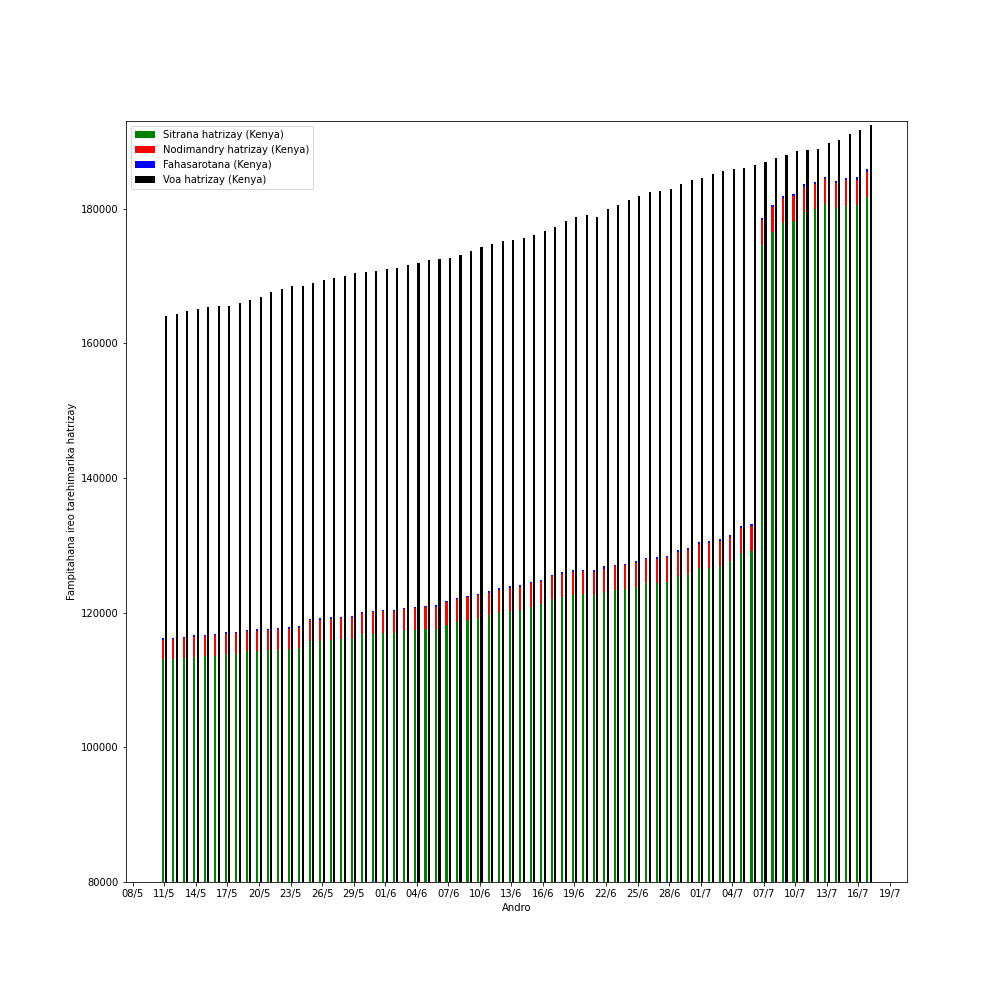 Sitrana hatrizay (Kenya)
Nodimandry hatrizay (Kenya)
Fahasarotana (Kenya)
Voa hatrizay (Kenya)
180000
160000
140000
120000
100000
80000
Fampitahana ireo tarehimarika hatrizay
08/5 11/5 14/5 17/5 20/5 23/5 26/5 29/5 01/6 04/6 07/6 10/6 13/6 16/6 19/6 22/6 25/6 28/6 01/7 04/7 07/7 10/7 13/7 16/7 19/7
Andro